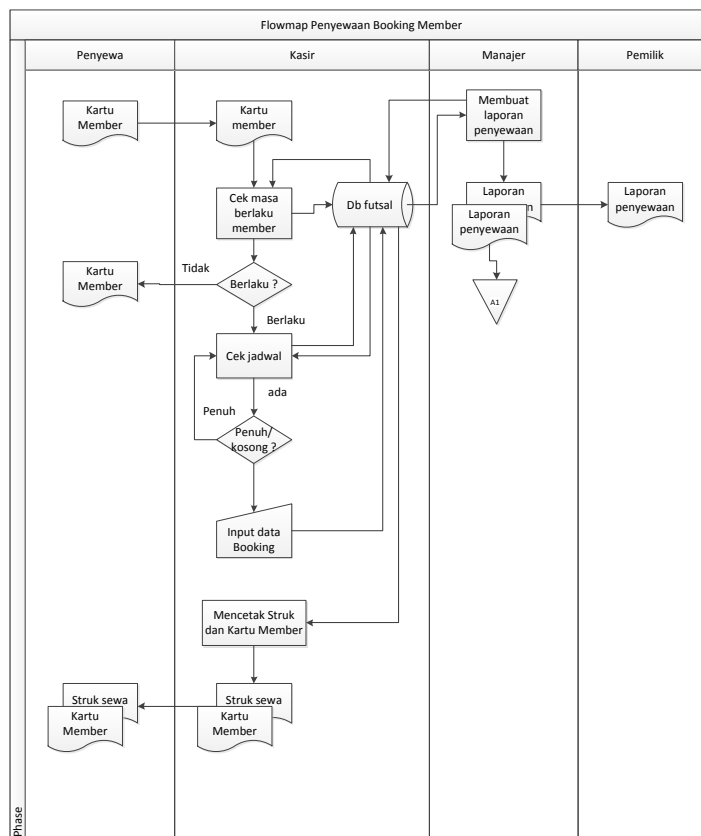 Flowmap Penyewaan Booking Member
Penyewa
Kasir
Manajer
Pemilik
Kartu
Member
Kartu
member
Membuat
laporan
penyewaan
Cek masa
berlaku
member
Db futsal
Laporan
Laporan
penyewaan
Laporan
penyewaan
Tidak
Kartu
Member
Berlaku ?
A1
Berlaku
Cek jadwal
ada
Penuh
Penuh/
kosong ?
Input data
Booking
Mencetak Struk
dan Kartu Member
Struk sewa
Kartu
Member
Struk sewa
Kartu
Member
Phase